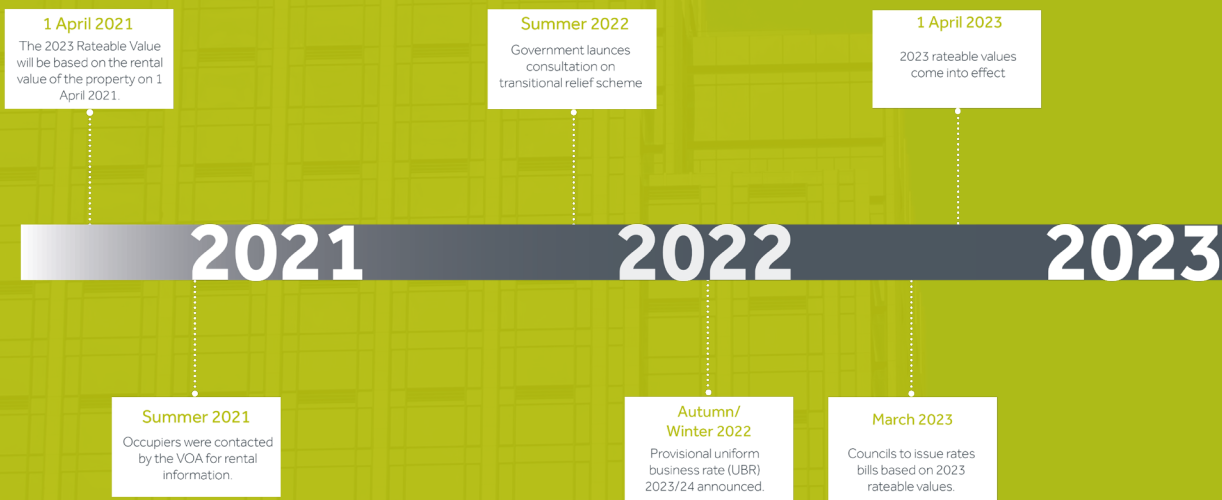 1 April 2021
The 2023 Rateable Value
will be based on the rental
value of the property on 1
April 2021.
Summer 2022
Government launces
consultation on
transitional relief scheme
1 April 2023
2023 rateable values
come into effect
2021
2022
2023
Summer 2021
Occupiers were contacted
by the VOA for rental
information.
Autumn/
Winter 2022
Provisional uniform
business rate (UBR)
2023/24 announced.
March 2023
Councils to issue rates
bills based on 2023
rateable values.